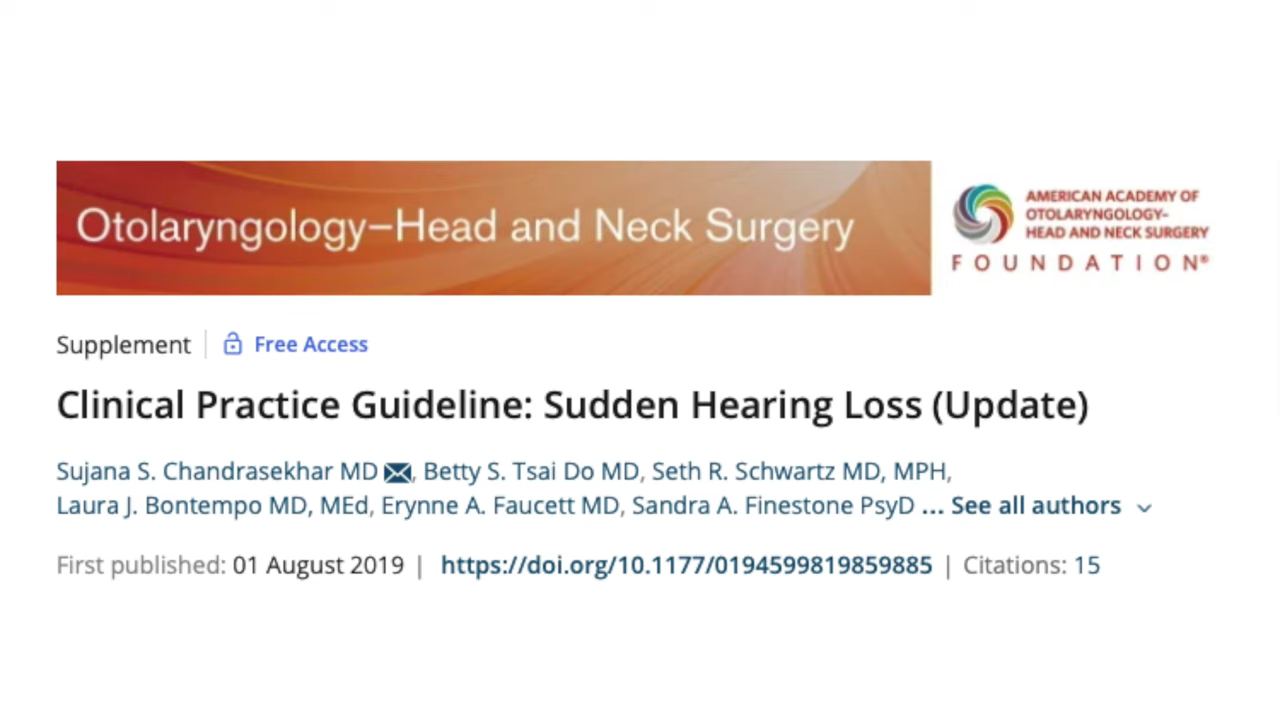 Otolaryngology–Head and Neck Surgery
AMERICAN ACADEMY OF
OTOLARYNGOLOGY–
HEAD AND NECK SURGERY
FOUNDATION®
Supplement | Free Access
Clinical Practice Guideline: Sudden Hearing Loss (Update)
Sujana S. Chandrasekhar MD, Betty S. Tsai Do MD, Seth R. Schwartz MD, MPH,
Laura J. Bontempo MD, MEd, Erynne A. Faucett MD, Sandra A. Finestone PsyD ... See all authors
First published: 01 August 2019 | https://doi.org/10.1177/0194599819859885 | Citations: 15